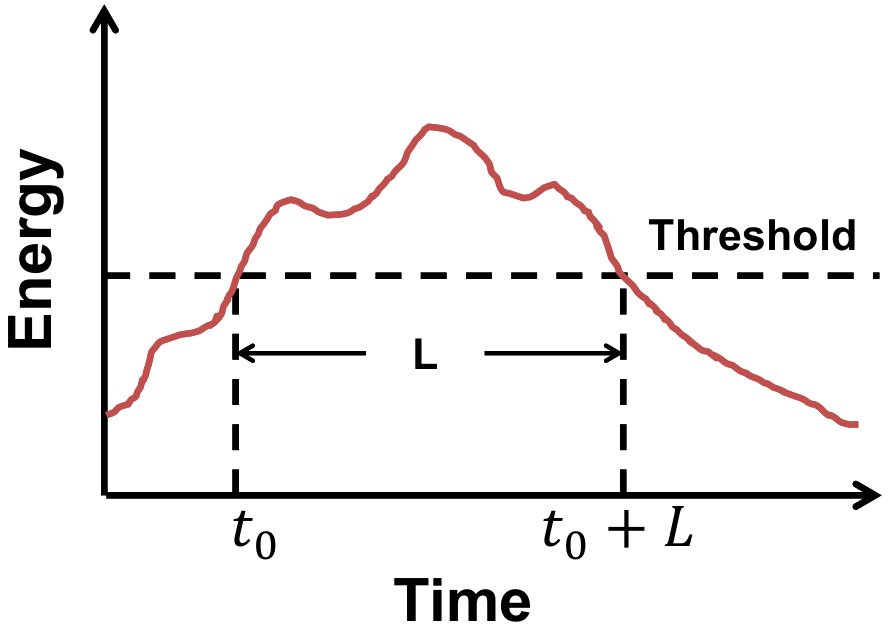 Energy
Threshold
L
t₀
t₀ + L
Time